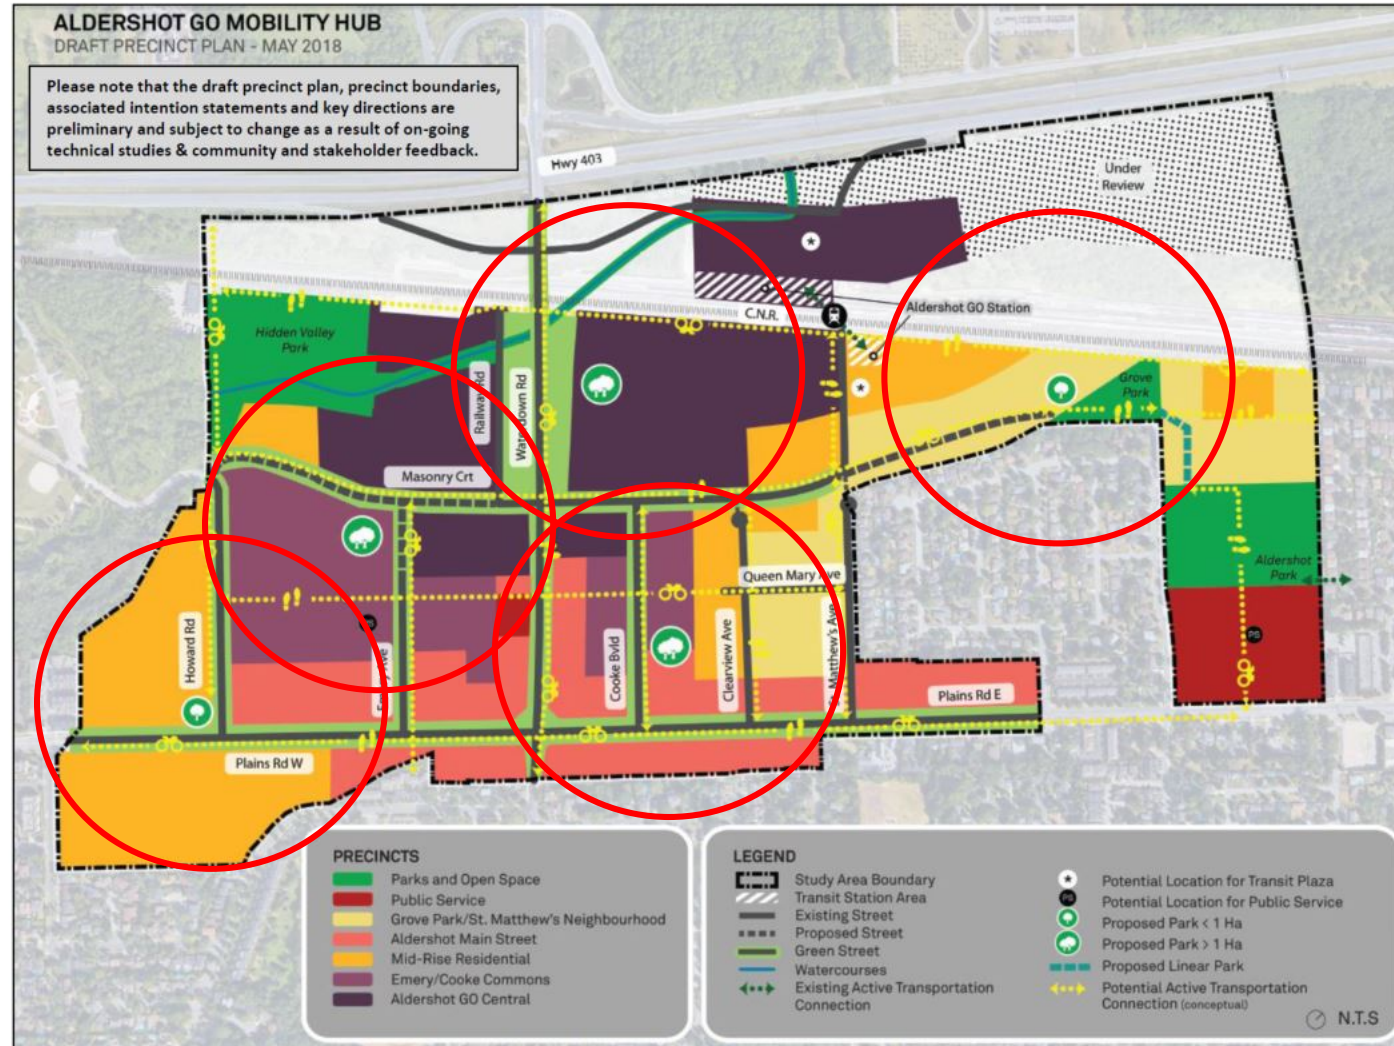 ALDERSHOT GO MOBILITY HUB
DRAFT PRECINCT PLAN - MAY 2018
Please note that the draft precinct plan, precinct boundaries,
associated intention statements and key directions are
preliminary and subject to change as a result of on-going
technical studies & community and stakeholder feedback.
Hwy 403
Under
Review
Aldershot GO Station
C.N.R.
Hidden Valley
Park
Railway Rd
Waterdown Rd
Grove
Park
Masonry Crt
Queen Mary Ave
Aldershot
Park
Howard Rd
Ave
Cooke Bvld
Clearview Ave
Matthew's Ave
PS
Plains Rd E
Plains Rd W
PRECINCTS
Parks and Open Space
Public Service
Grove Park/St. Matthew's Neighbourhood
Aldershot Main Street
Mid-Rise Residential
Emery/Cooke Commons
Aldershot GO Central
LEGEND
Study Area Boundary
Transit Station Area
Existing Street
Proposed Street
Green Street
Watercourses
Existing Active Transportation
Connection
Potential Location for Transit Plaza
PS Potential Location for Public Service
Proposed Park < 1 Ha
Proposed Park > 1 Ha
Proposed Linear Park
Potential Active Transportation
Connection (conceptual)
N.T.S